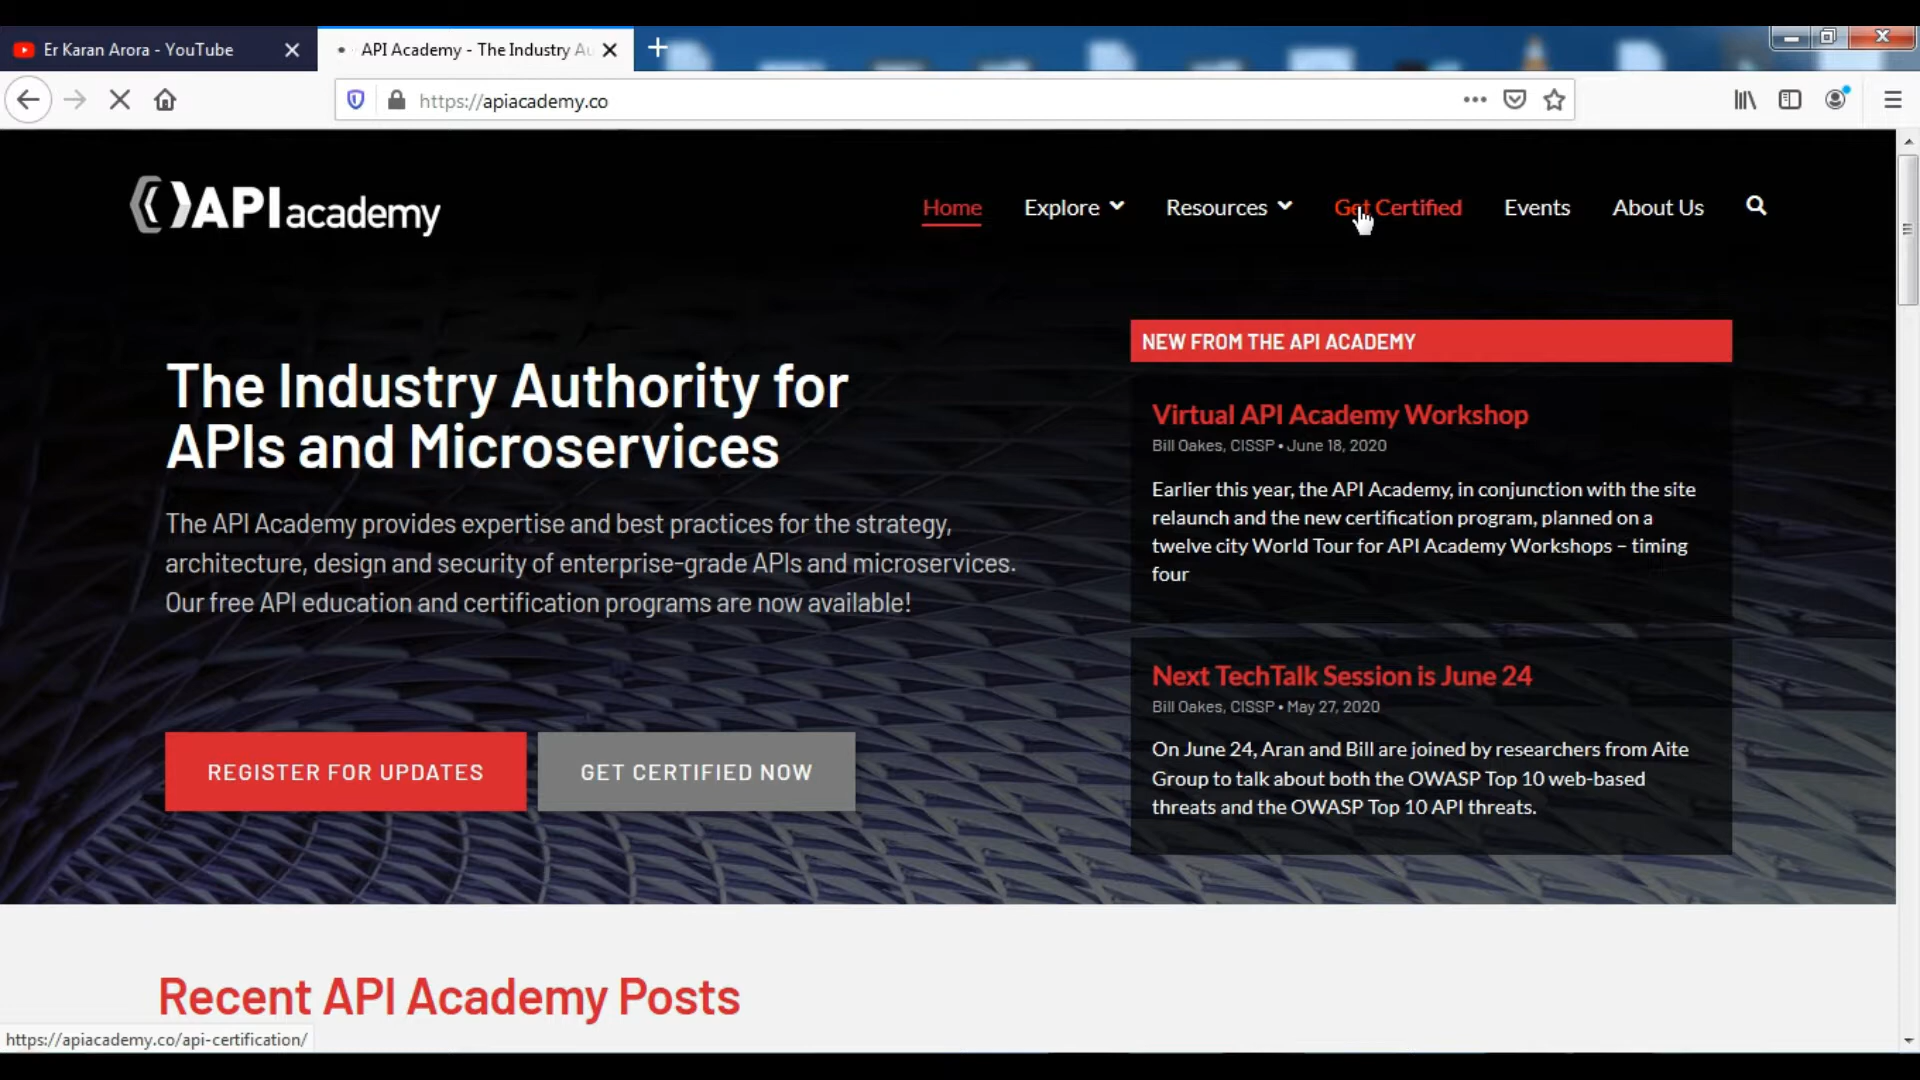 Er Karan Arora - YouTube
API Academy - The Industry Au
https://apiacademy.co
API academy
Home
Explore
Resources
Get Certified
Events
About Us
The Industry Authority for
APIs and Microservices
The API Academy provides expertise and best practices for the strategy,
architecture, design and security of enterprise-grade APIs and microservices.
Our free API education and certification programs are now available!
REGISTER FOR UPDATES
GET CERTIFIED NOW
NEW FROM THE API ACADEMY
Virtual API Academy Workshop
Bill Oakes, CISSP • June 18, 2020
Earlier this year, the API Academy, in conjunction with the site
relaunch and the new certification program, planned on a
twelve city World Tour for API Academy Workshops – timing
four
Next TechTalk Session is June 24
Bill Oakes, CISSP • May 27, 2020
On June 24, Aran and Bill are joined by researchers from Aite
Group to talk about both the OWASP Top 10 web-based
threats and the OWASP Top 10 API threats.
Recent API Academy Posts
https://apiacademy.co/api-certification/